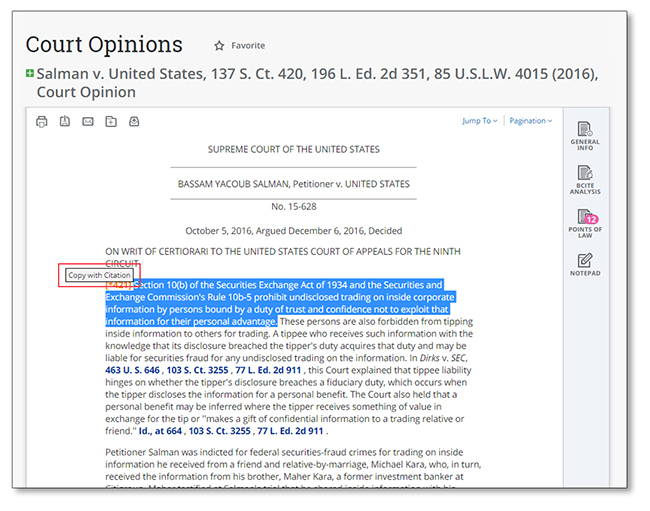 Court Opinions
Favorite
Salman v. United States, 137 S. Ct. 420, 196 L. Ed. 2d 351, 85 U.S.L.W. 4015 (2016),
Court Opinion
Jump To
Pagination
SUPREME COURT OF THE UNITED STATES
BASSAM YACOUB SALMAN, Petitioner v. UNITED STATES
No. 15-628
October 5, 2016, Argued December 6, 2016, Decided
ON WRIT OF CERTIORARI TO THE UNITED STATES COURT OF APPEALS FOR THE NINTH
CIRCUIT
Copy with Citation
[*421] Section 10(b) of the Securities Exchange Act of 1934 and the Securities and
Exchange Commission's Rule 10b-5 prohibit undisclosed trading on inside corporate
information by persons bound by a duty of trust and confidence not to exploit that
information for their personal advantage. These persons are also forbidden from tipping
inside information to others for trading. A tippee who receives such information with the
knowledge that its disclosure breached the tipper's duty acquires that duty and may be
liable for securities fraud for any undisclosed trading on the information. In Dirks v. SEC,
463 U. S. 646 , 103 S. Ct. 3255 , 77 L. Ed. 2d 911 , this Court explained that tippee liability
hinges on whether the tipper's disclosure breaches a fiduciary duty, which occurs when
the tipper discloses the information for a personal benefit. The Court also held that a
personal benefit may be inferred where the tipper receives something of value in
exchange for the tip or "makes a gift of confidential information to a trading relative or
friend." Id., at 664 , 103 S. Ct. 3255 , 77 L. Ed. 2d 911 .
Petitioner Salman was indicted for federal securities-fraud crimes for trading on inside
information he received from a friend and relative-by-marriage, Michael Kara, who, in turn,
received the information from his brother, Maher Kara, a former investment banker at
GENERAL
INFO
BCITE
ANALYSIS
12
POINTS OF
LAW
NOTEPAD